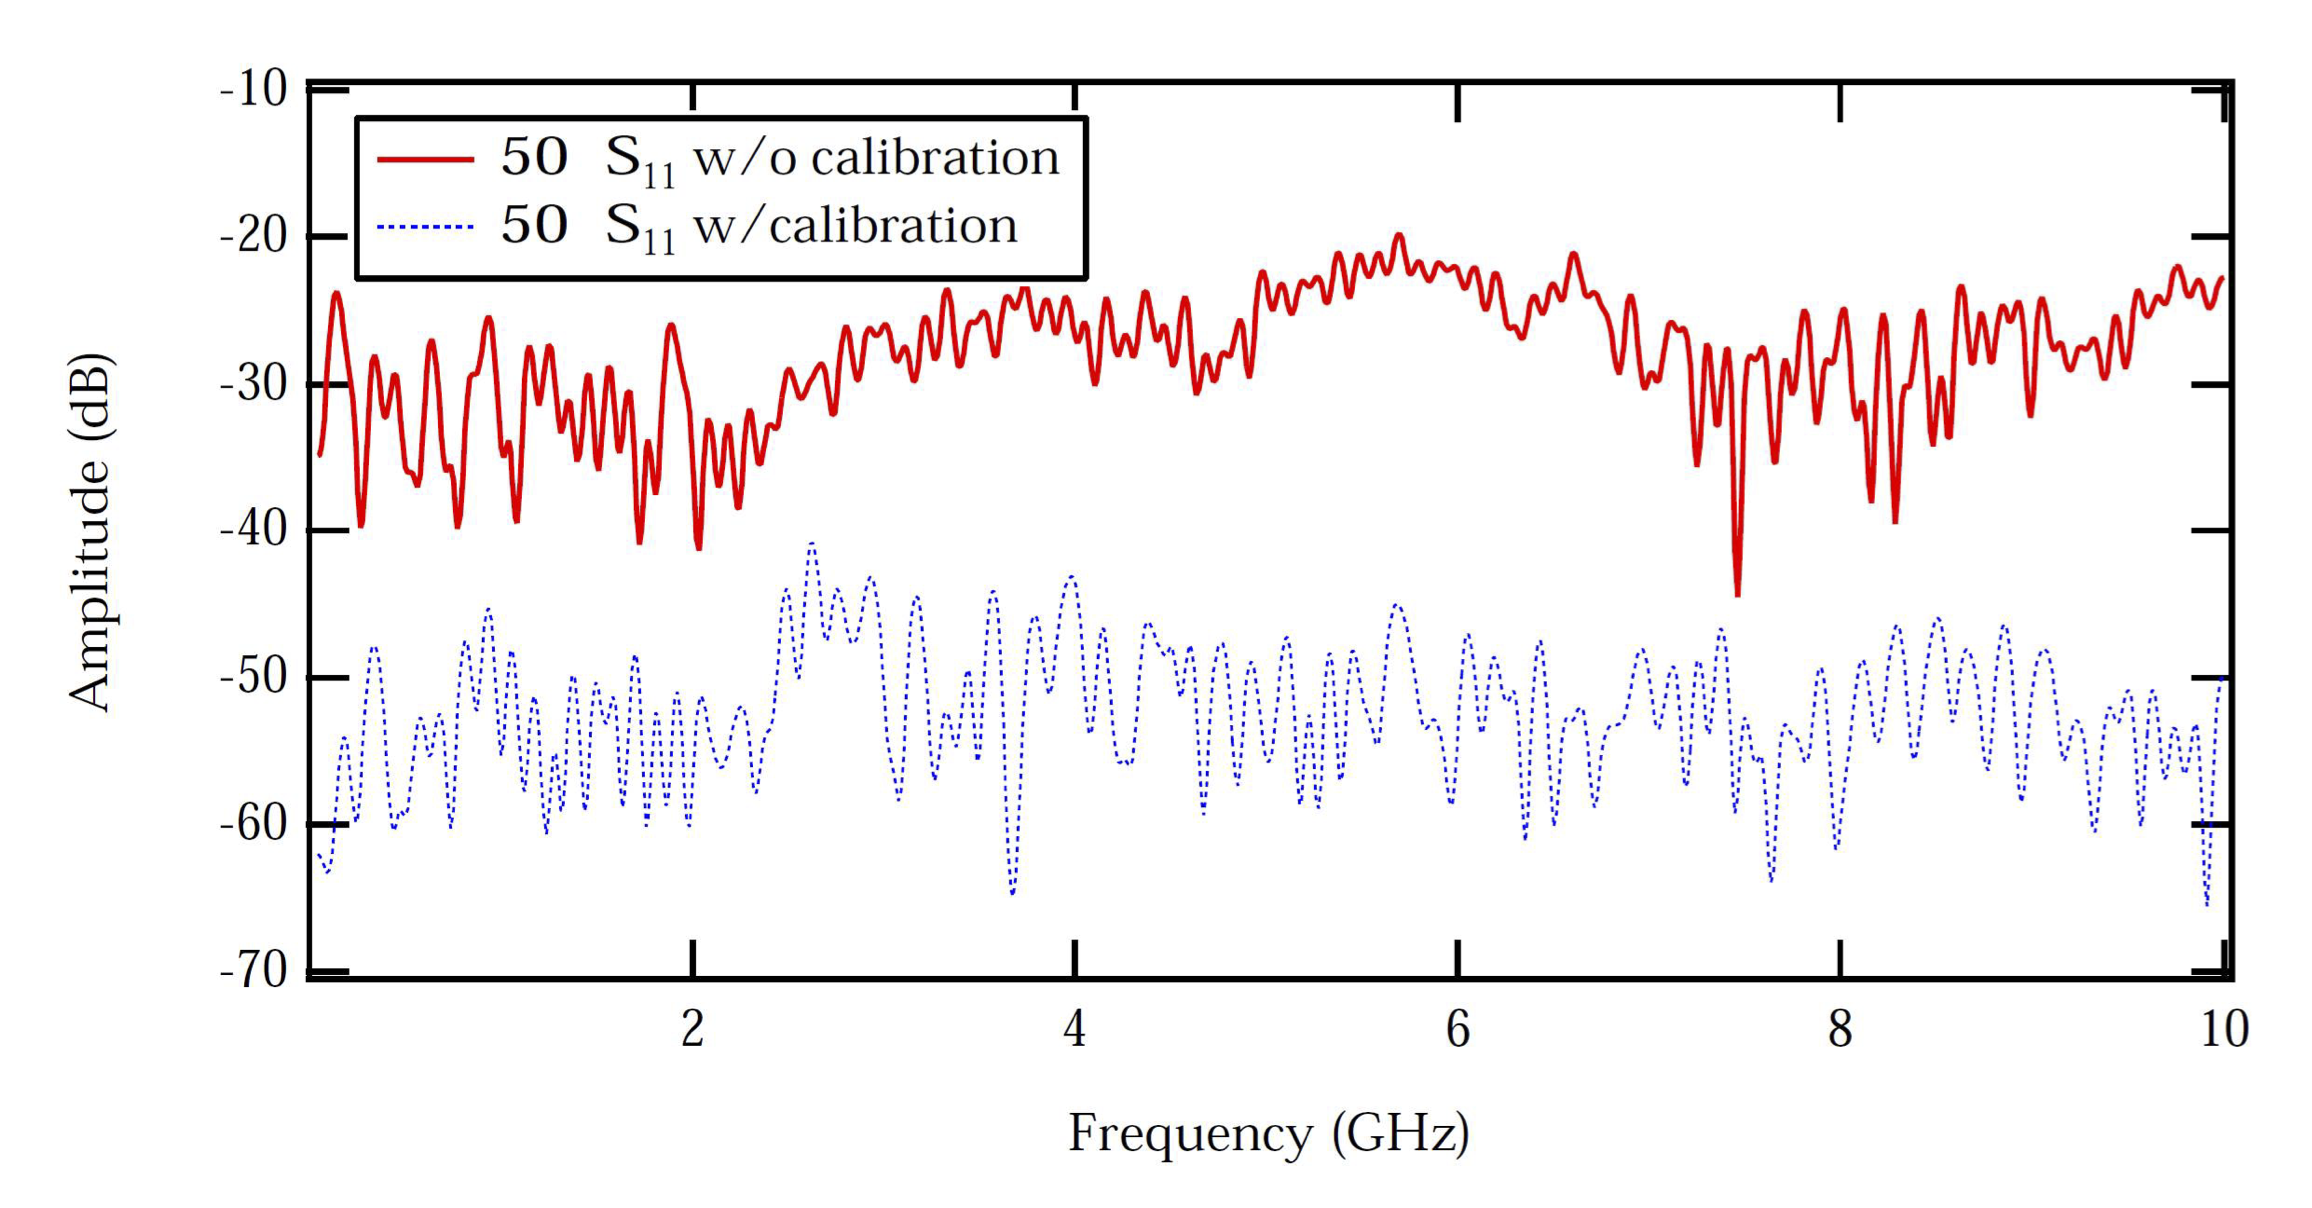 -10
50 S11 w/o calibration
50 S11 w/calibration
-20
-30
-40
-50
-60
-70
Amplitude (dB)
2 4 6 8 10
Frequency (GHz)